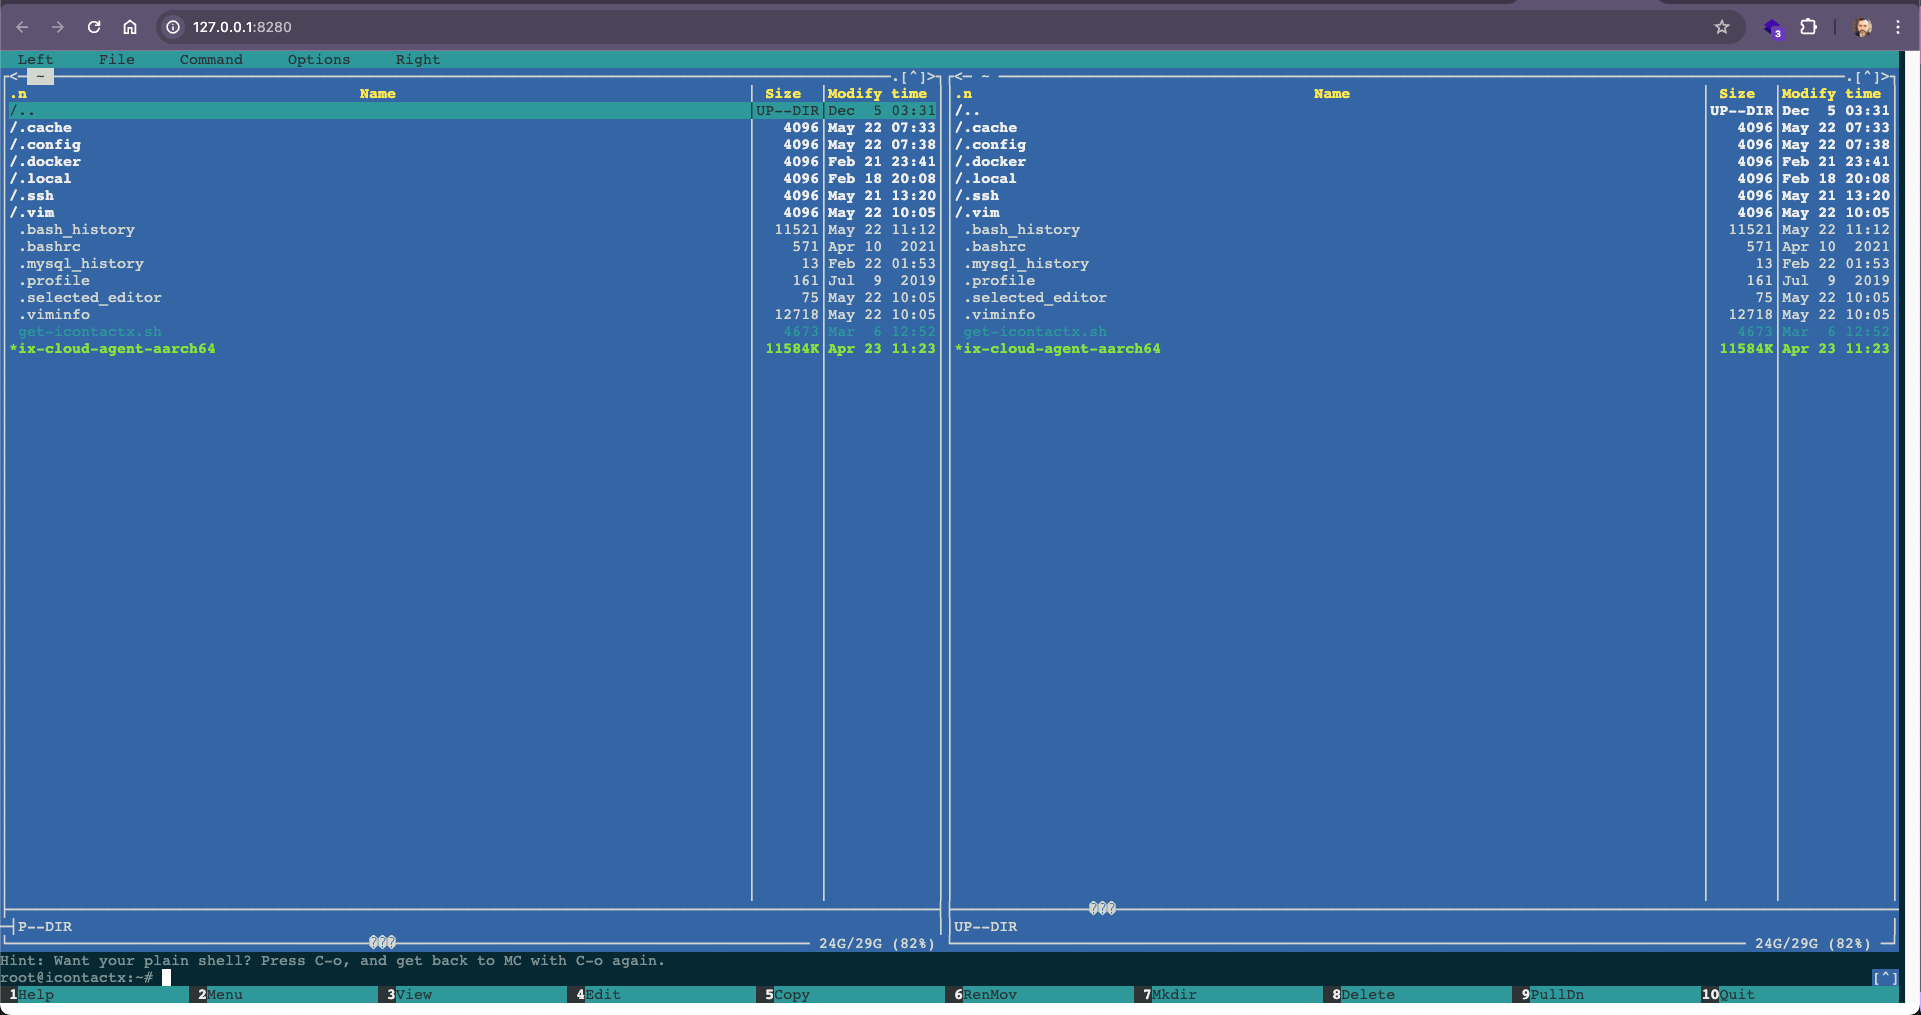 127.0.0.1:8280
3
Left File Command Options Right
<─ ~ .[^]>
.n Name Size Modify time
/.. UP--DIR Dec 5 03:31
/.cache 4096 May 22 07:33
/.config 4096 May 22 07:38
/.docker 4096 Feb 21 23:41
/.local 4096 Feb 18 20:08
/.ssh 4096 May 21 13:20
/.vim 4096 May 22 10:05
.bash_history 11521 May 22 11:12
.bashrc 571 Apr 10 2021
.mysql_history 13 Feb 22 01:53
.profile 161 Jul 9 2019
.selected_editor 75 May 22 10:05
.viminfo 12718 May 22 10:05
get-icontactx.sh 4673 Mar 6 12:52
*ix-cloud-agent-aarch64 11584K Apr 23 11:23
P--DIR
��� 24G/29G (82%)
<─ ~ .[^]>
.n Name Size Modify time
/.. UP--DIR Dec 5 03:31
/.cache 4096 May 22 07:33
/.config 4096 May 22 07:38
/.docker 4096 Feb 21 23:41
/.local 4096 Feb 18 20:08
/.ssh 4096 May 21 13:20
/.vim 4096 May 22 10:05
.bash_history 11521 May 22 11:12
.bashrc 571 Apr 10 2021
.mysql_history 13 Feb 22 01:53
.profile 161 Jul 9 2019
.selected_editor 75 May 22 10:05
.viminfo 12718 May 22 10:05
get-icontactx.sh 4673 Mar 6 12:52
*ix-cloud-agent-aarch64 11584K Apr 23 11:23
���
UP--DIR
24G/29G (82%)
Hint: Want your plain shell? Press C-o, and get back to MC with C-o again.
root@icontactx:~# [^]
1Help 2Menu 3View 4Edit 5Copy 6RenMov 7Mkdir 8Delete 9PullDn 10Quit